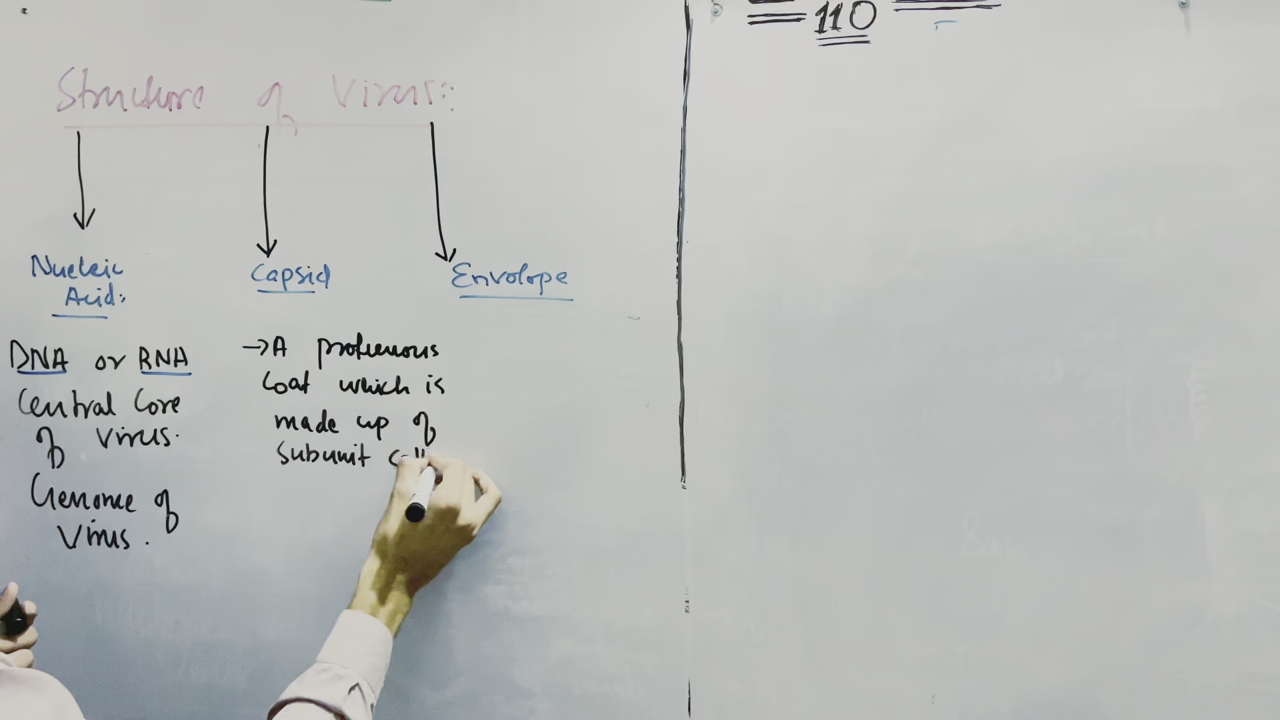 110
Structure of Virus::
Nucleic
Acid:
Capsid
Envolope
DNA or RNA
Central Core
of virus.
Genome of
Virus.
→A protienous
Coat which is
made up of
Subunit